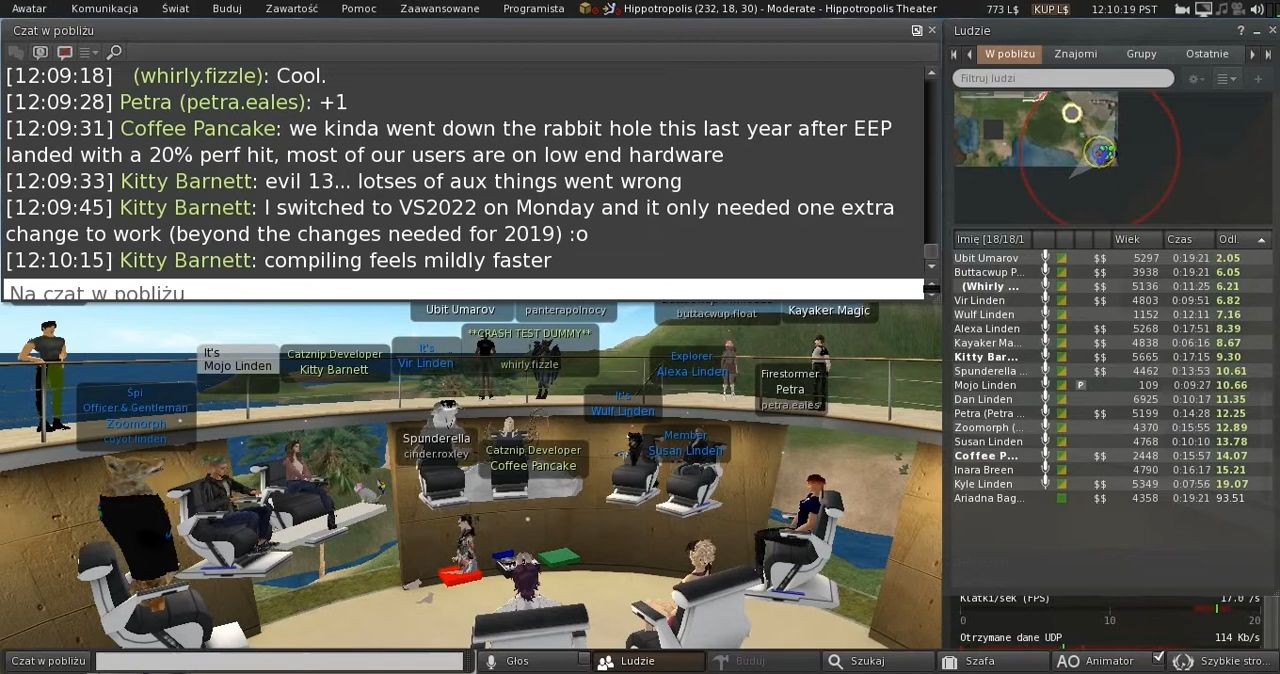 Awatar Komunikacja Świat Buduj Zawartość Pomoc Zaawansowane Programista Hippotropolis (232, 18, 30) - Moderate - Hippotropolis Theater 773 L$ KUP L$ 12:10:19 PST
Czat w pobliżu
[12:09:18] (whirly.fizzle): Cool.
[12:09:28] Petra (petra.eales): +1
[12:09:31] Coffee Pancake: we kinda went down the rabbit hole this last year after EEP
landed with a 20% perf hit, most of our users are on low end hardware
[12:09:33] Kitty Barnett: evil 13... lotses of aux things went wrong
[12:09:45] Kitty Barnett: I switched to VS2022 on Monday and it only needed one extra
change to work (beyond the changes needed for 2019) :o
[12:10:15] Kitty Barnett: compiling feels mildly faster
Na czat w pobliżu
Ubit Umarov
panterapolnocy
buttacwup.float
Kayaker Magic
**CRASH TEST DUMMY**
whirly.fizzle
It's
Mojo Linden
Catznip Developer
Kitty Barnett
It's
Vir Linden
Explorer
Alexa Linden
Firestormer
Petra
petra.eales
Spi
Officer & Gentleman
Zoomorph
coyot.linden
It's
Wulf Linden
Spunderella
cinder.roxley
Catznip Developer
Coffee Pancake
Member
Susan Linden
Ludzie
W pobliżu Znajomi Grupy Ostatnie
Filtruj ludzi
Imię [18/18/1 Wiek Czas Odl.
Ubit Umarov $$ 5297 0:19:21 2.05
Buttacwup P... $$ 3938 0:19:21 6.05
(Whirly ... $$ 5136 0:11:25 6.21
Vir Linden $$ 4803 0:09:51 6.82
Wulf Linden 1152 0:12:11 7.16
Alexa Linden $$ 5268 0:17:51 8.39
Kayaker Ma... $$ 4838 0:06:16 8.67
Kitty Bar... $$ 5665 0:17:15 9.30
Spunderella ... $$ 4462 0:13:53 10.61
Mojo Linden P 109 0:09:27 10.66
Dan Linden 6925 0:10:17 11.35
Petra (Petra ... $$ 5199 0:14:28 12.25
Zoomorph (... 4370 0:15:55 12.89
Susan Linden 4768 0:10:10 13.78
Coffee P... $$ 2448 0:15:57 14.07
Inara Breen 4790 0:16:17 15.21
Kyle Linden $$ 5349 0:07:56 19.07
Ariadna Bag... $$ 4358 0:19:21 93.51
Klatki/sek (FPS) 17.0 /s
0 10 20
Otrzymane dane UDP 114 Kb/s
Czat w pobliżu Głos Ludzie Buduj Szukaj Szafa AO Animator Szybkie stro...